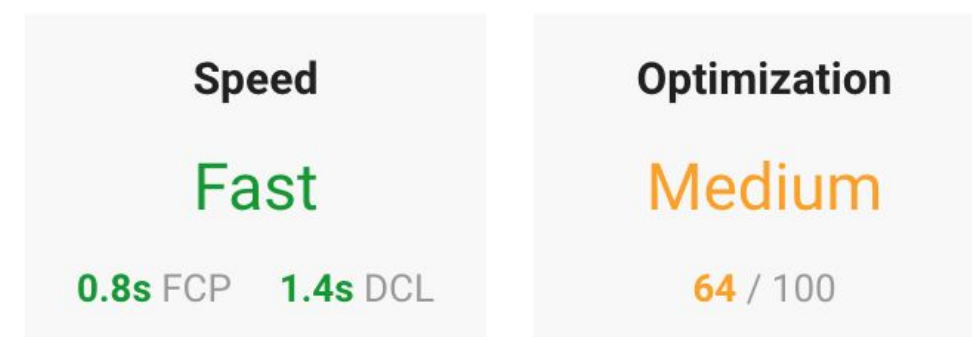 Speed
Fast
0.8s FCP 1.4s DCL
Optimization
Medium
64 / 100